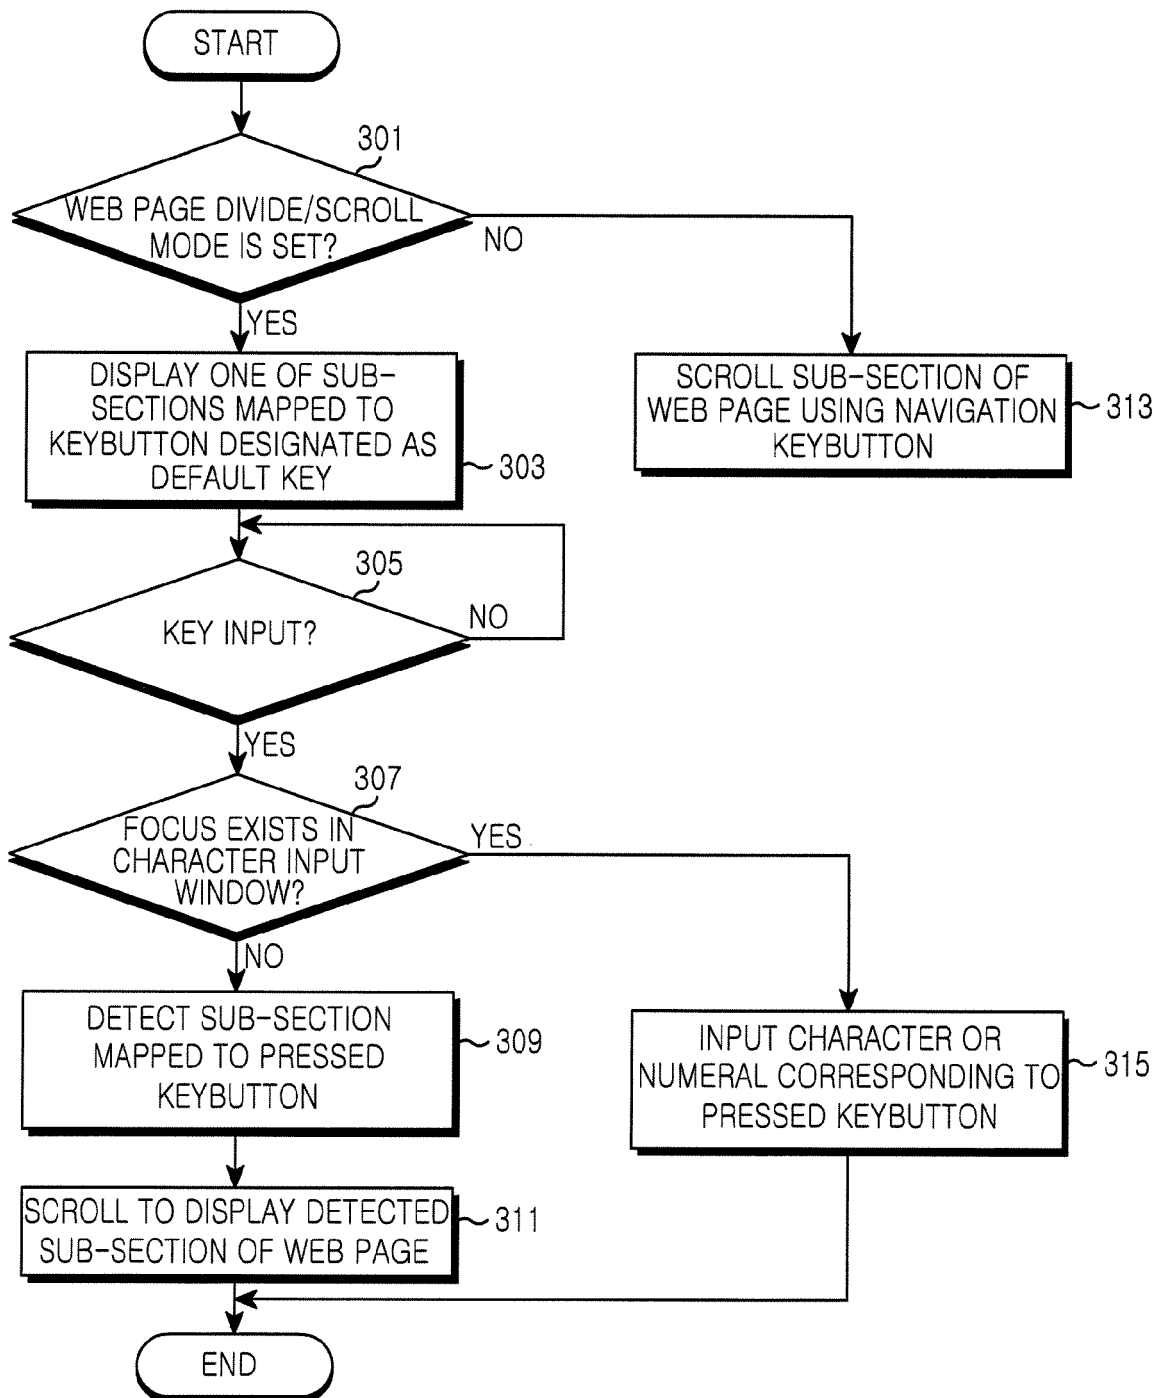 START
301
WEB PAGE DIVIDE/SCROLL
MODE IS SET?
NO
YES
DISPLAY ONE OF SUB-
SECTIONS MAPPED TO
KEYBUTTON DESIGNATED AS
DEFAULT KEY
303
SCROLL SUB-SECTION OF
WEB PAGE USING NAVIGATION
KEYBUTTON
313
305
KEY INPUT?
NO
YES
307
FOCUS EXISTS IN
CHARACTER INPUT
WINDOW?
YES
NO
DETECT SUB-SECTION
MAPPED TO PRESSED
KEYBUTTON
309
INPUT CHARACTER OR
NUMERAL CORRESPONDING TO
PRESSED KEYBUTTON
315
SCROLL TO DISPLAY DETECTED
SUB-SECTION OF WEB PAGE
311
END